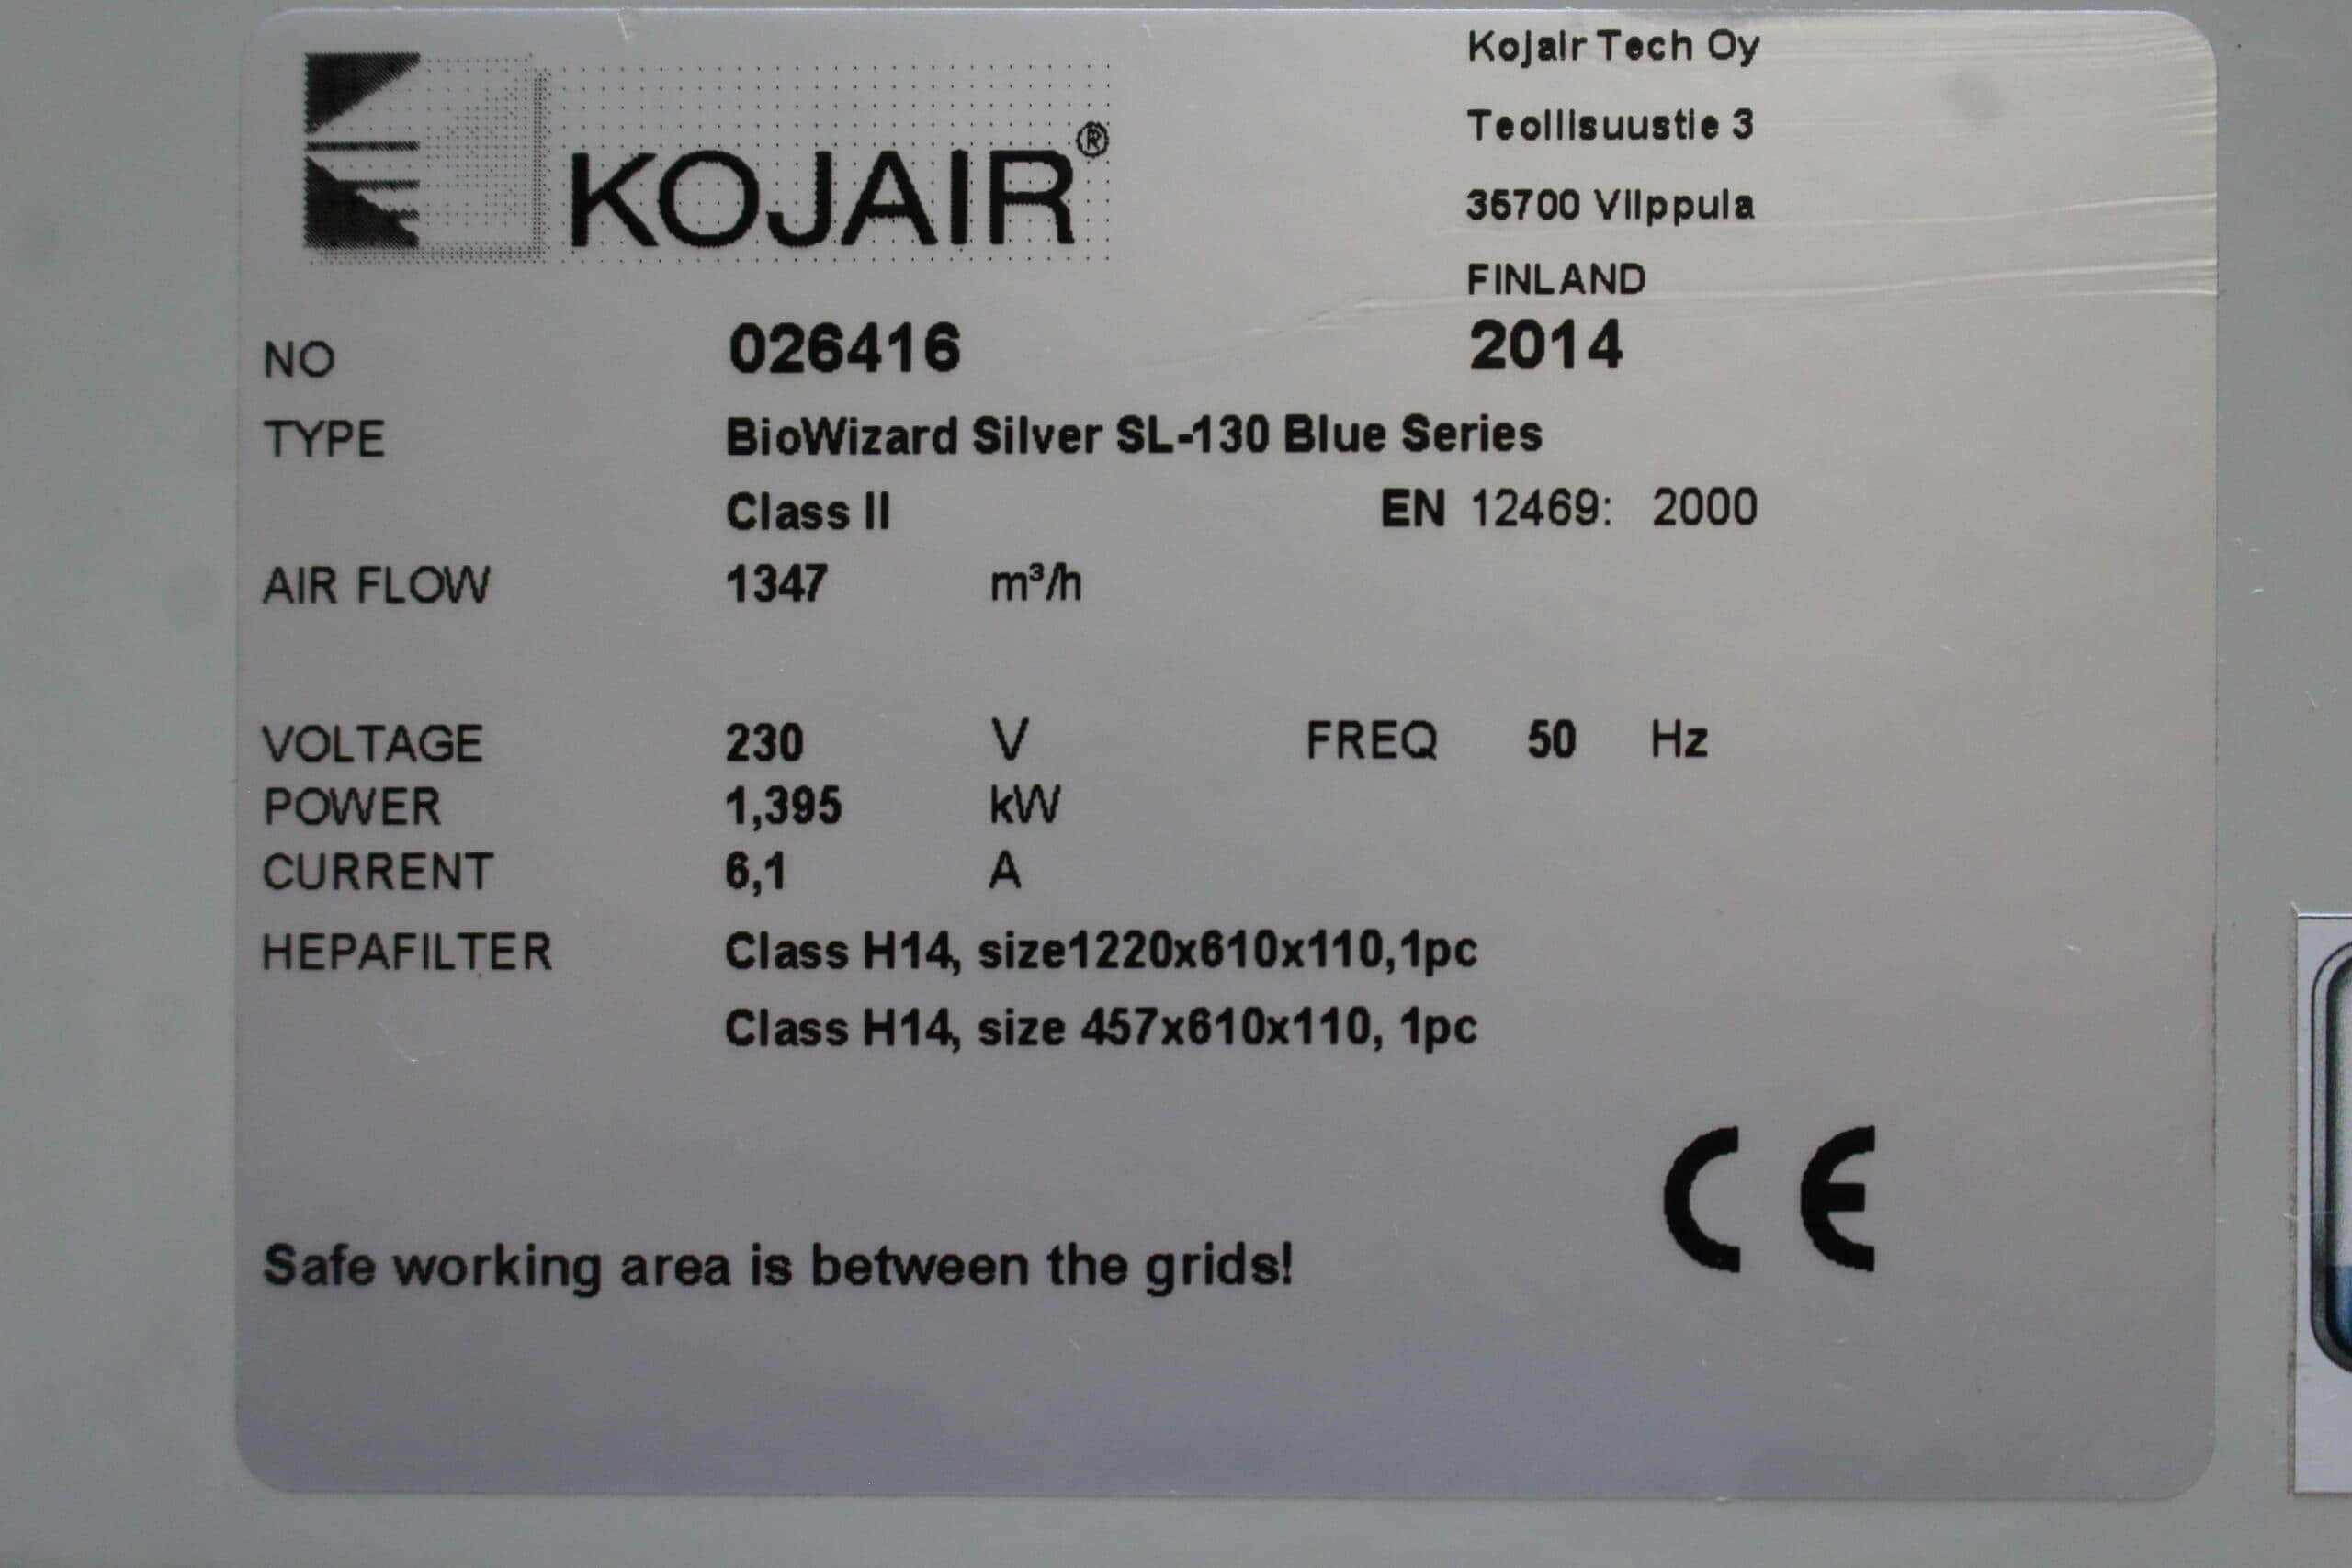 KOJAIR®
Kojair Tech Oy
Teollisuustie 3
35700 Vilppula
FINLAND
NO 026416 2014
TYPE BioWizard Silver SL-130 Blue Series
Class II EN 12469: 2000
AIR FLOW 1347 m³/h
VOLTAGE 230 V FREQ 50 Hz
POWER 1,395 kW
CURRENT 6,1 A
HEPAFILTER Class H14, size1220x610x110,1pc
Class H14, size 457x610x110, 1pc
CE
Safe working area is between the grids!